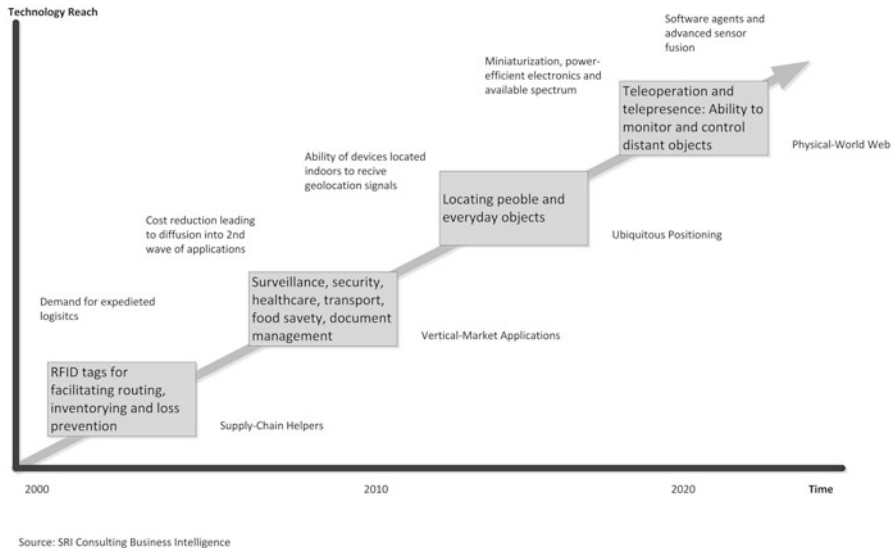 Technology Reach
Software agents and
advanced sensor
fusion
Miniaturization, power-
efficient electronics and
available spectrum
Teleoperation and
telepresence: Ability to
monitor and control
distant objects
Physical-World Web
Ability of devices located
indoors to recive
geolocation signals
Locating peoble and
everyday objects
Ubiquitous Positioning
Cost reduction leading
to diffusion into 2nd
wave of applications
Surveillance, security,
healthcare, transport,
food savety, document
management
Vertical-Market Applications
Demand for expedieted
logisitcs
RFID tags for
facilitating routing,
inventorying and loss
prevention
Supply-Chain Helpers
2000
2010
2020
Time
Source: SRI Consulting Business Intelligence